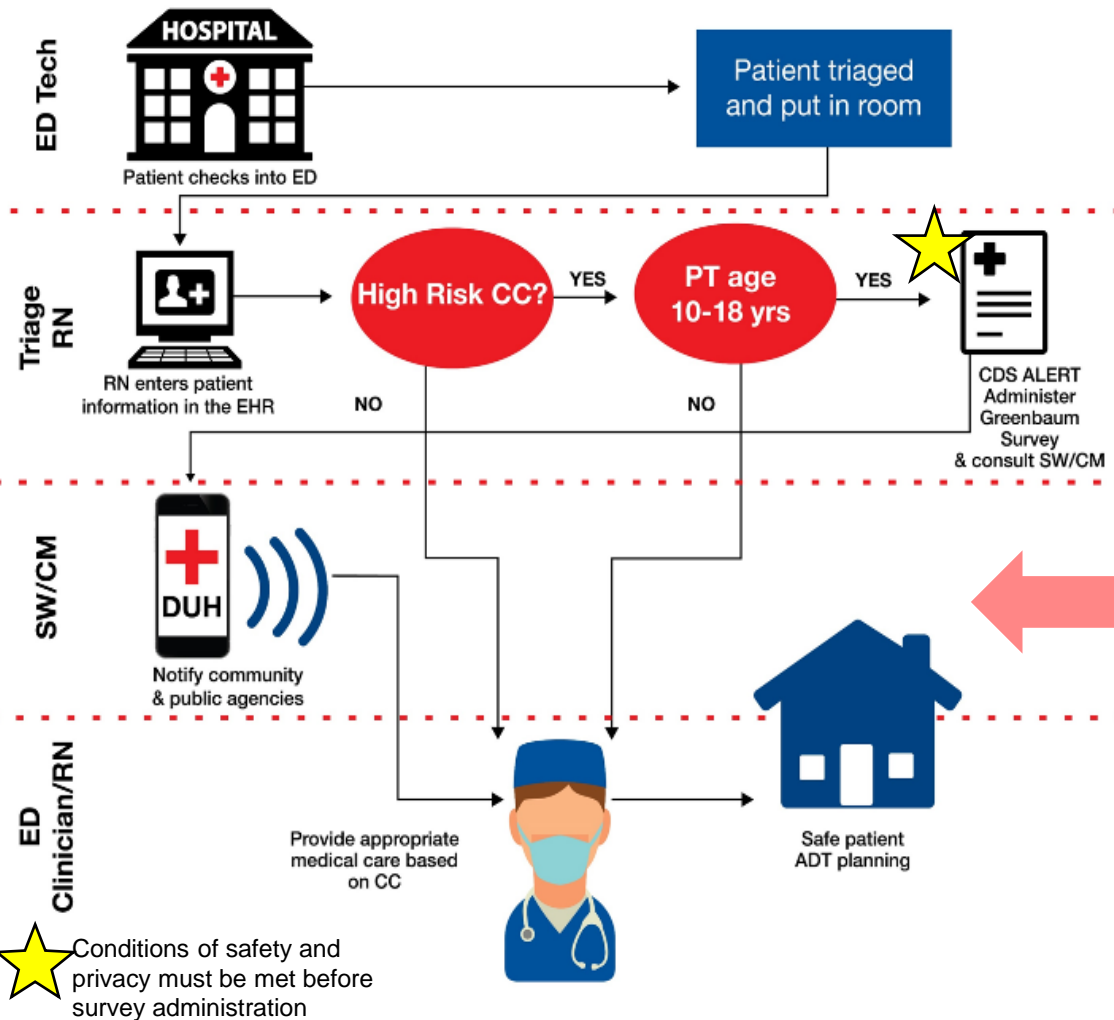 ED Tech
HOSPITAL
Patient checks into ED
Patient triaged
and put in room
Triage
RN
RN enters patient
information in the EHR
High Risk CC?
YES
NO
PT age
10-18 yrs
YES
NO
CDS ALERT
Administer
Greenbaum
Survey
& consult SW/CM
SW/CM
DUH
Notify community
& public agencies
ED
Clinician/RN
Provide appropriate
medical care based
on CC
Safe patient
ADT planning
Conditions of safety and
privacy must be met before
survey administration